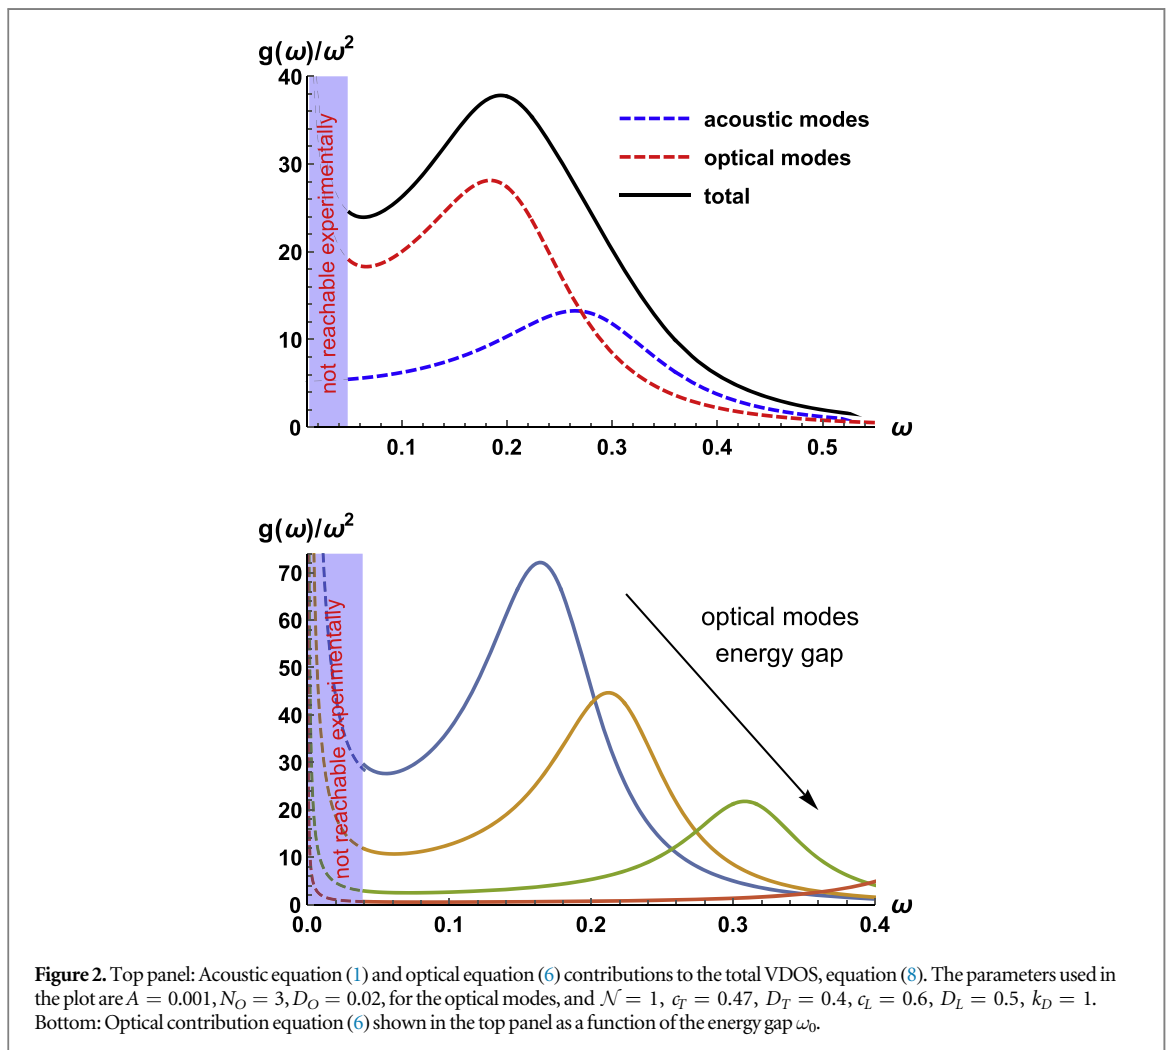 g(ω)/ω²
40
30
20
10
0
not reachable experimentally
acoustic modes
optical modes
total
0.1 0.2 0.3 0.4 0.5 ω
g(ω)/ω²
70
60
50
40
30
20
10
0
not reachable experimentally
optical modes
energy gap
0.0 0.1 0.2 0.3 0.4 ω
Figure 2. Top panel: Acoustic equation (1) and optical equation (6) contributions to the total VDOS, equation (8). The parameters used in
the plot are A = 0.001, N_O = 3, D_O = 0.02, for the optical modes, and 𝒩 = 1, c_T = 0.47, D_T = 0.4, c_L = 0.6, D_L = 0.5, k_D = 1.
Bottom: Optical contribution equation (6) shown in the top panel as a function of the energy gap ω₀.